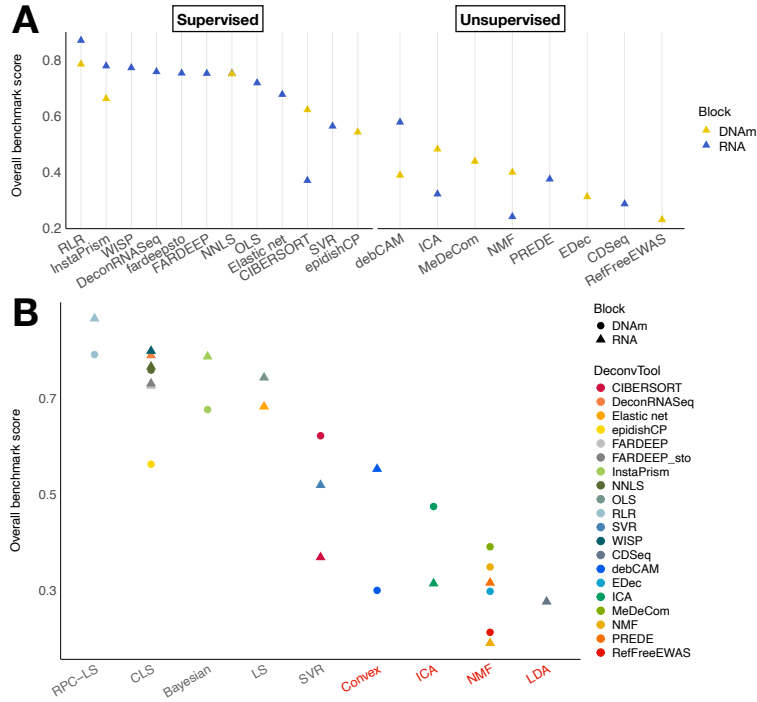 A
Supervised
Unsupervised
Overall benchmark score
0.8
0.6
0.4
0.2
RLR
InstaPrism
WISP
DeconRNASeq
fardeepsto
FARDEEP
NNLS
OLS
Elastic net
CIBERSORT
SVR
epidishCP
debCAM
ICA
MeDeCom
NMF
PREDE
EDec
CDSeq
RefFreeEWAS
Block
DNAm
RNA
B
Overall benchmark score
0.7
0.5
0.3
RPC−LS
CLS
Bayesian
LS
SVR
Convex
ICA
NMF
LDA
Block
DNAm
RNA
DeconvTool
CIBERSORT
DeconRNASeq
Elastic net
epidishCP
FARDEEP
FARDEEP_sto
InstaPrism
NNLS
OLS
RLR
SVR
WISP
CDSeq
debCAM
EDec
ICA
MeDeCom
NMF
PREDE
RefFreeEWAS